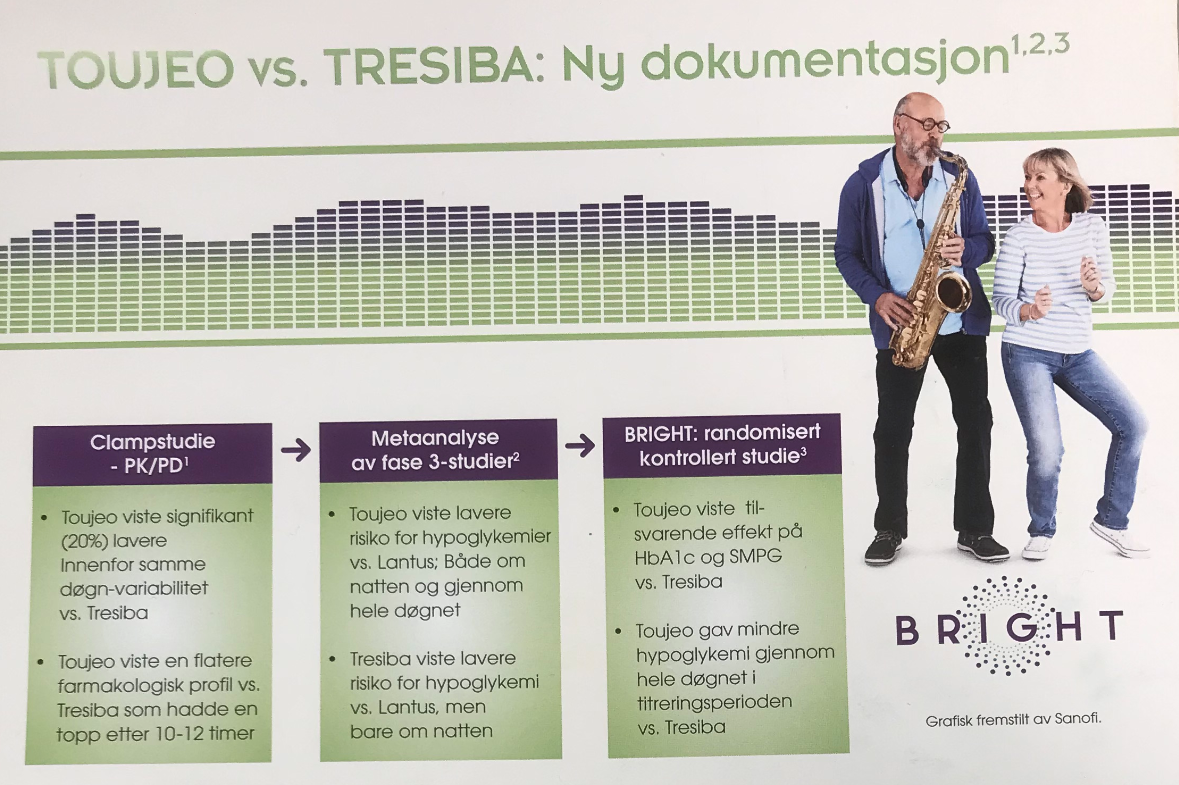 TOUJEO vs. TRESIBA: Ny dokumentasjon1,2,3
Clampstudie
- PK/PD1
• Toujeo viste signifikant
(20%) lavere
Innenfor samme
døgn-variabilitet
vs. Tresiba
• Toujeo viste en flatere
farmakologisk profil vs.
Tresiba som hadde en
topp etter 10-12 timer
Metaanalyse
av fase 3-studier2
• Toujeo viste lavere
risiko for hypoglykemier
vs. Lantus; Både om
natten og gjennom
hele døgnet
• Tresiba viste lavere
risiko for hypoglykemi
vs. Lantus, men
bare om natten
BRIGHT: randomisert
kontrollert studie3
• Toujeo viste til-
svarende effekt på
HbA1c og SMPG
vs. Tresiba
• Toujeo gav mindre
hypoglykemi gjennom
hele døgnet i
titreringsperioden
vs. Tresiba
BRIGHT
Grafisk fremstilt av Sanofi.